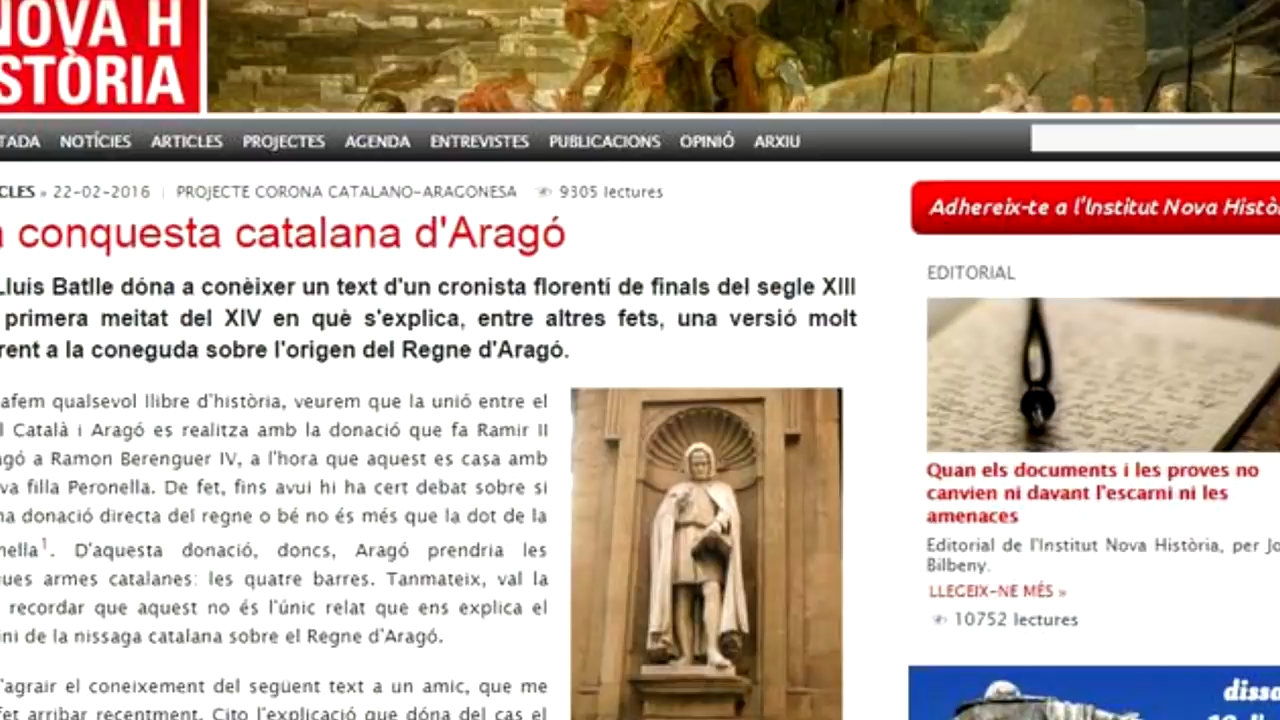 NOVA H
STÒRIA
TADA NOTÍCIES ARTICLES PROJECTES AGENDA ENTREVISTES PUBLICACIONS OPINIÓ ARXIU
CLES » 22-02-2016 | PROJECTE CORONA CATALANO-ARAGONESA 9305 lectures
a conquesta catalana d'Aragó
Lluís Batlle dóna a conèixer un text d'un cronista florentí de finals del segle XIII
primera meitat del XIV en què s'explica, entre altres fets, una versió molt
rent a la coneguda sobre l'origen del Regne d'Aragó.
afem qualsevol llibre d'història, veurem que la unió entre el
l Català i Aragó es realitza amb la donació que fa Ramir II
agó a Ramon Berenguer IV, a l'hora que aquest es casa amb
va filla Peronella. De fet, fins avui hi ha cert debat sobre si
na donació directa del regne o bé no és més que la dot de la
nella1. D'aquesta donació, doncs, Aragó prendria les
ues armes catalanes: les quatre barres. Tanmateix, val la
recordar que aquest no és l'únic relat que ens explica el
ini de la nissaga catalana sobre el Regne d'Aragó.
'agrair el coneixement del següent text a un amic, que me
fet arribar recentment. Cito l'explicació que dóna del cas el
Adhereix-te a l'Institut Nova Histò
EDITORIAL
Quan els documents i les proves no
canvien ni davant l'escarni ni les
amenaces
Editorial de l'Institut Nova Història, per Jo
Bilbeny.
LLEGEIX-NE MÉS »
10752 lectures
disso